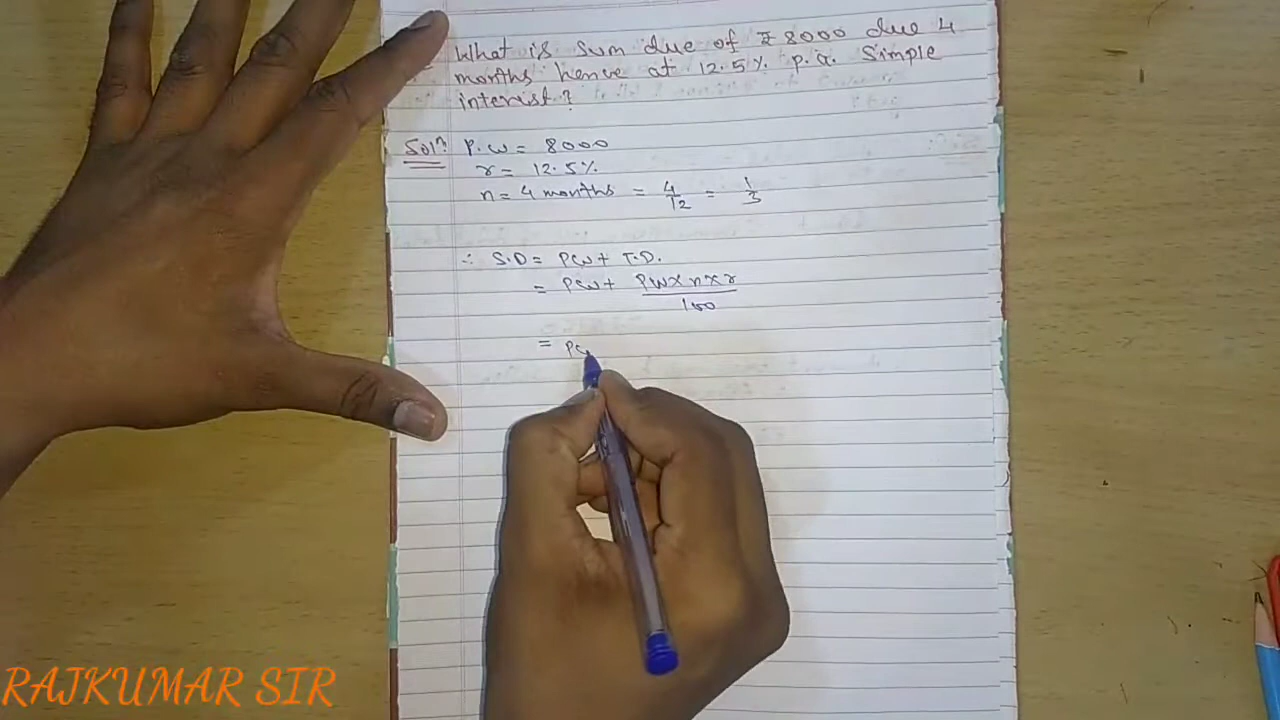 What is sum due of ₹ 8000 due 4
months hence at 12.5% p.a. Simple
interist?
Solⁿ. P.W = 8000
r = 12.5%
n = 4 months = 4/12 = 1/3
∴ S.D = PW + T.D.
= PW + PW×n×r/100
= PW
RAJKUMAR SIR